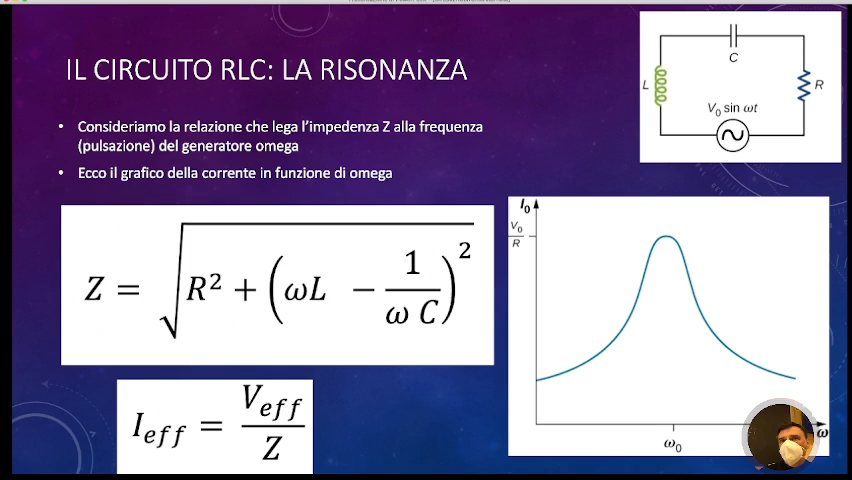 IL CIRCUITO RLC: LA RISONANZA
• Consideriamo la relazione che lega l'impedenza Z alla frequenza
(pulsazione) del generatore omega
• Ecco il grafico della corrente in funzione di omega
C
L
R
V₀ sin ωt
Z = √(R² + (ωL − 1/(ω C))²)
I_eff = V_eff/Z
I₀
V₀/R
ω₀
ω